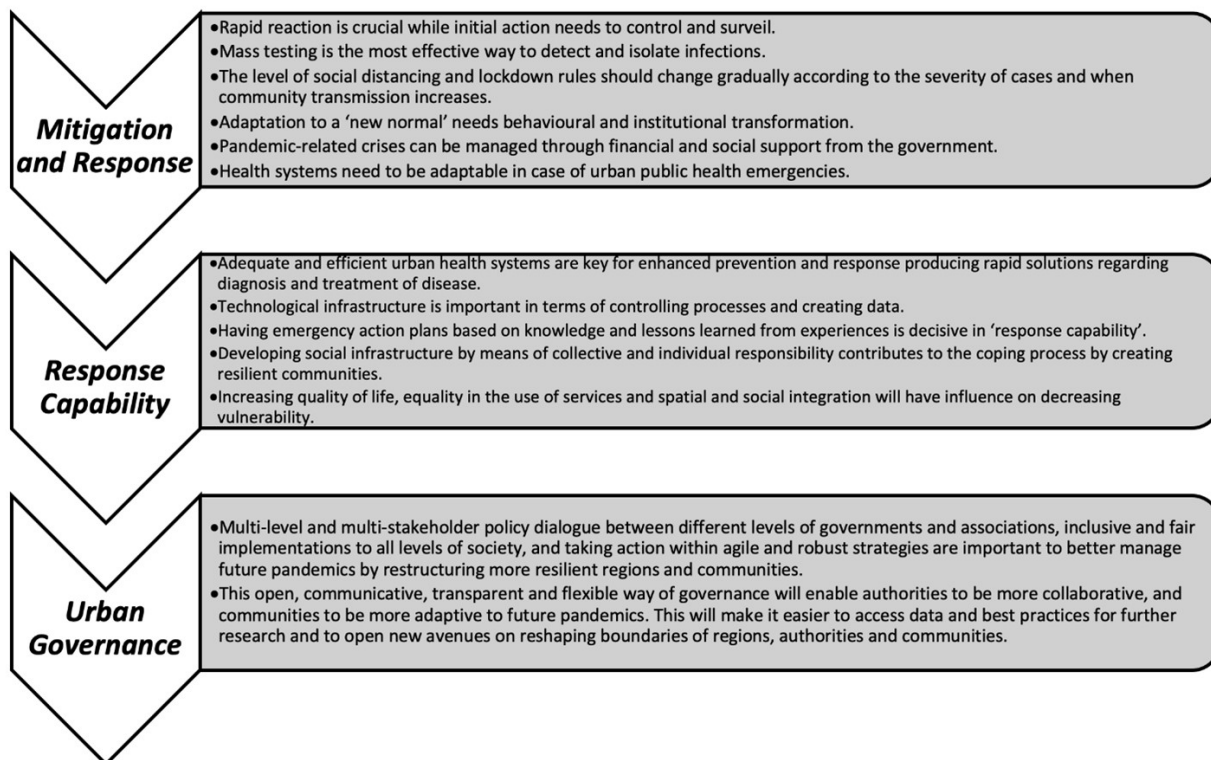 Mitigation
and Response
•Rapid reaction is crucial while initial action needs to control and surveil.
•Mass testing is the most effective way to detect and isolate infections.
•The level of social distancing and lockdown rules should change gradually according to the severity of cases and when
community transmission increases.
•Adaptation to a ‘new normal’ needs behavioural and institutional transformation.
•Pandemic-related crises can be managed through financial and social support from the government.
•Health systems need to be adaptable in case of urban public health emergencies.
Response
Capability
•Adequate and efficient urban health systems are key for enhanced prevention and response producing rapid solutions regarding
diagnosis and treatment of disease.
•Technological infrastructure is important in terms of controlling processes and creating data.
•Having emergency action plans based on knowledge and lessons learned from experiences is decisive in ‘response capability’.
•Developing social infrastructure by means of collective and individual responsibility contributes to the coping process by creating
resilient communities.
•Increasing quality of life, equality in the use of services and spatial and social integration will have influence on decreasing
vulnerability.
Urban
Governance
•Multi-level and multi-stakeholder policy dialogue between different levels of governments and associations, inclusive and fair
implementations to all levels of society, and taking action within agile and robust strategies are important to better manage
future pandemics by restructuring more resilient regions and communities.
•This open, communicative, transparent and flexible way of governance will enable authorities to be more collaborative, and
communities to be more adaptive to future pandemics. This will make it easier to access data and best practices for further
research and to open new avenues on reshaping boundaries of regions, authorities and communities.